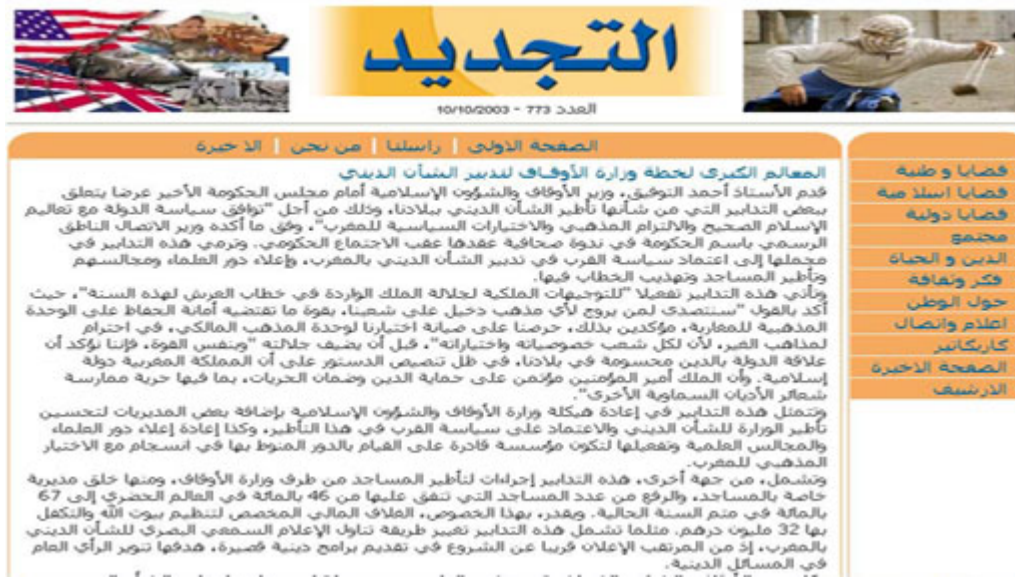 التجديد
العدد 773 - 10/10/2003
الصفحة الاولى | راسلنا | من نحن | الا خيرة
قضايا و طنية
قضايا اسلا مية
قضايا دولية
مجتمع
الدين و الحياة
فكر وثقافة
حول الوطن
اعلام واتصال
كاريكاتير
الصفحة الاخيرة
الارشيف
المعالم الكبرى لخطة وزارة الأوقاف لتدبير الشأن الديني
قدم الأستاذ أحمد التوفيق، وزير الأوقاف والشؤون الإسلامية أمام مجلس الحكومة الأخير عرضا يتعلق
ببعض التدابير التي من شأنها تأطير الشأن الديني ببلادنا، وذلك من أجل "توافق سياسة الدولة مع تعاليم
الإسلام الصحيح والالتزام المذهبي والاختيارات السياسية للمغرب"، وفق ما أكده وزير الاتصال الناطق
الرسمي باسم الحكومة في ندوة صحافية عقدها عقب الاجتماع الحكومي. وترمي هذه التدابير في
مجملها إلى اعتماد سياسة القرب في تدبير الشأن الديني بالمغرب، وإعلاء دور العلماء ومجالسهم
وتأطير المساجد وتهذيب الخطاب فيها.
وتأتي هذه التدابير تفعيلا "للتوجيهات الملكية لجلالة الملك الواردة في خطاب العرش لهذه السنة"، حيث
أكد بالقول "سنتصدى لمن يروج لأي مذهب دخيل على شعبنا، بقوة ما تقتضيه أمانة الحفاظ على الوحدة
المذهبية للمغاربة، مؤكدين بذلك، حرصنا على صيانة اختيارنا لوحدة المذهب المالكي، في احترام
لمذاهب الغير، لأن لكل شعب خصوصياته واختياراته"، قبل أن يضيف جلالته "وبنفس القوة، فإننا نؤكد أن
علاقة الدولة بالدين محسومة في بلادنا، في ظل تنصيص الدستور على أن المملكة المغربية دولة
إسلامية. وأن الملك أمير المؤمنين مؤتمن على حماية الدين وضمان الحريات، بما فيها حرية ممارسة
شعائر الأديان السماوية الأخرى".
وتتمثل هذه التدابير في إعادة هيكلة وزارة الأوقاف والشؤون الإسلامية بإضافة بعض المديريات لتحسين
تأطير الوزارة للشأن الديني والاعتماد على سياسة القرب في هذا التأطير، وكذا إعادة إعلاء دور العلماء
والمجالس العلمية وتفعيلها لتكون مؤسسة قادرة على القيام بالدور المنوط بها في انسجام مع الاختيار
المذهبي للمغرب.
وتشمل، من جهة أخرى، هذه التدابير إجراءات لتأطير المساجد من طرف وزارة الأوقاف، ومنها خلق مديرية
خاصة بالمساجد، والرفع من عدد المساجد التي تنفق عليها من 46 بالمائة في العالم الحضري إلى 67
بالمائة في متم السنة الحالية. ويقدر، بهذا الخصوص، الغلاف المالي المخصص لتنظيم بيوت الله والتكفل
بها 32 مليون درهم. مثلما تشمل هذه التدابير تغيير طريقة تناول الإعلام السمعي البصري للشأن الديني
بالمغرب، إذ من المرتقب الإعلان قريبا عن الشروع في تقديم برامج دينية قصيرة، هدفها تنوير الرأي العام
في المسائل الدينية.